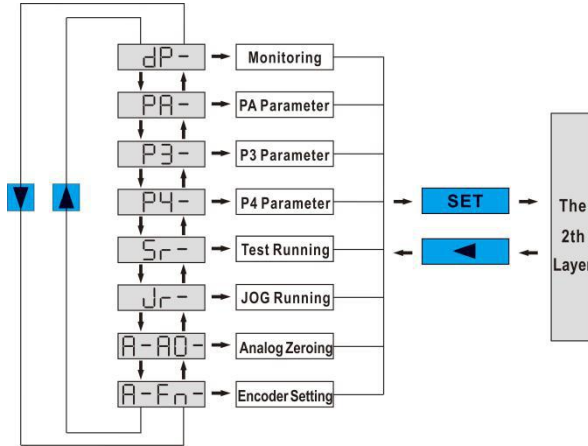 dP-
Monitoring
PA-
PA Parameter
P3-
P3 Parameter
P4-
P4 Parameter
SET
Sr-
Test Running
Jr-
JOG Running
A-A0-
Analog Zeroing
A-Fn-
Encoder Setting
The
2th
Layer